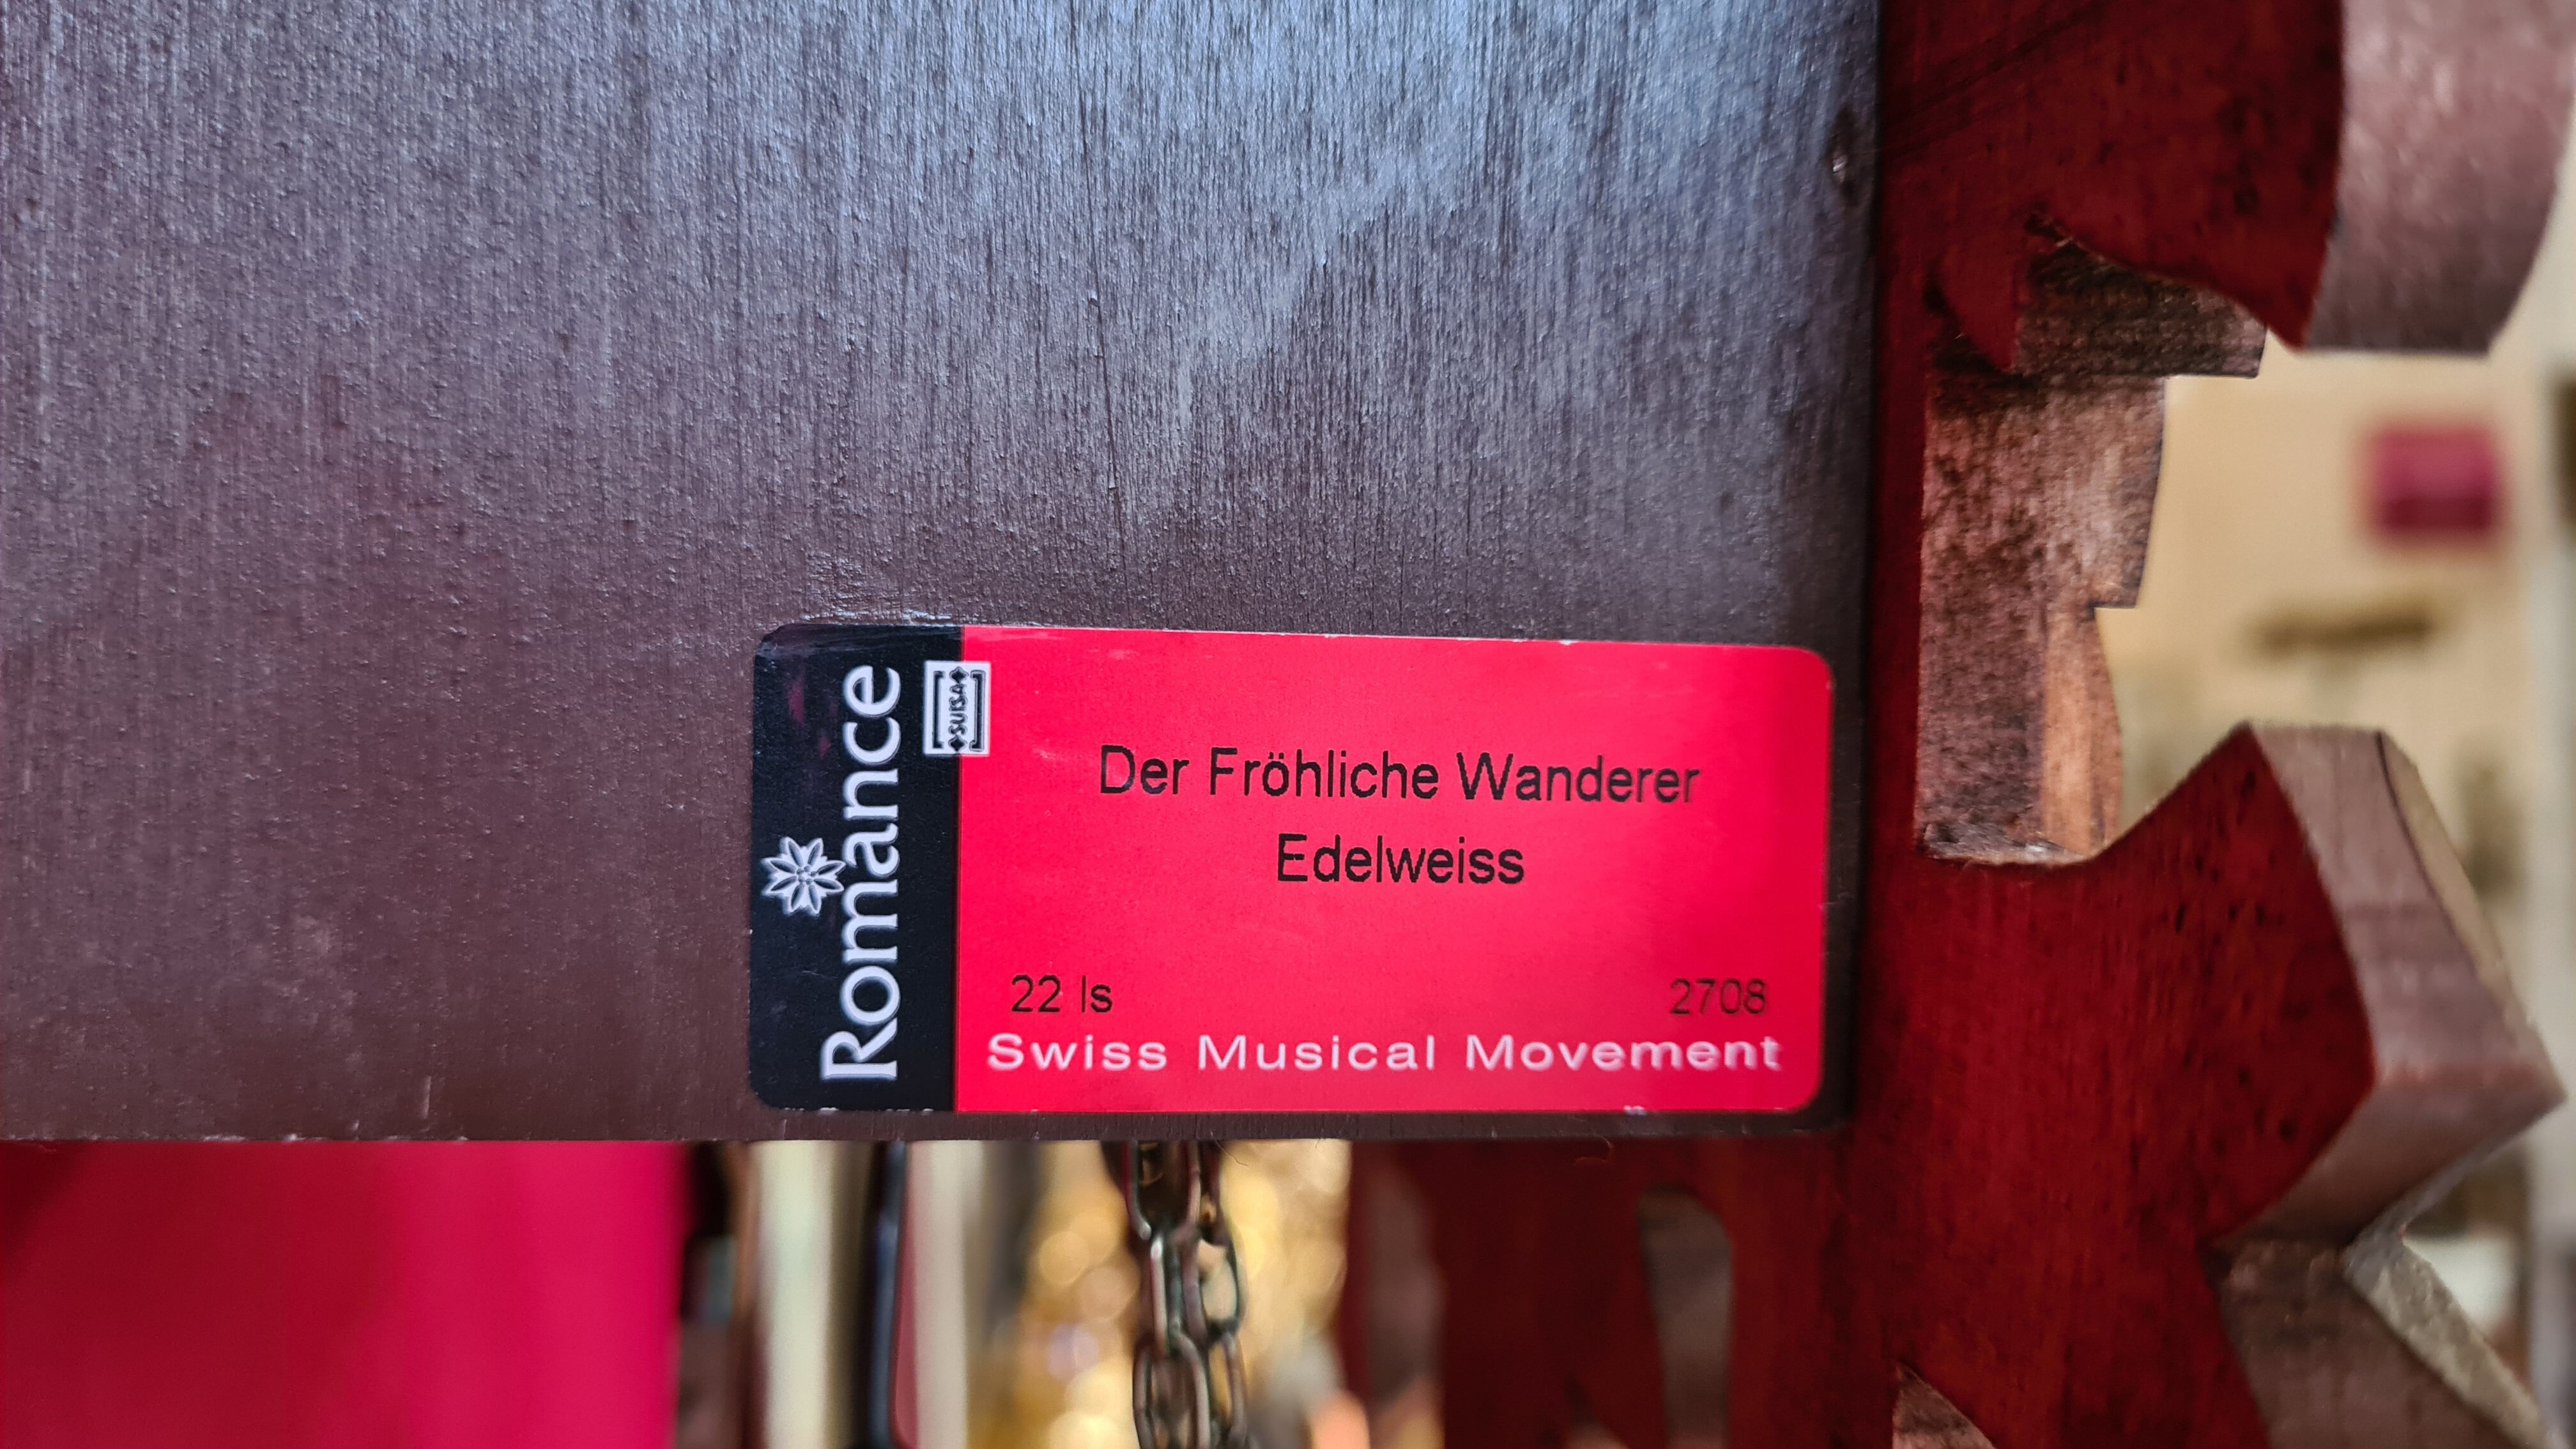 Romance
SUISA
Der Fröhliche Wanderer
Edelweiss
22 ls 2708
Swiss Musical Movement